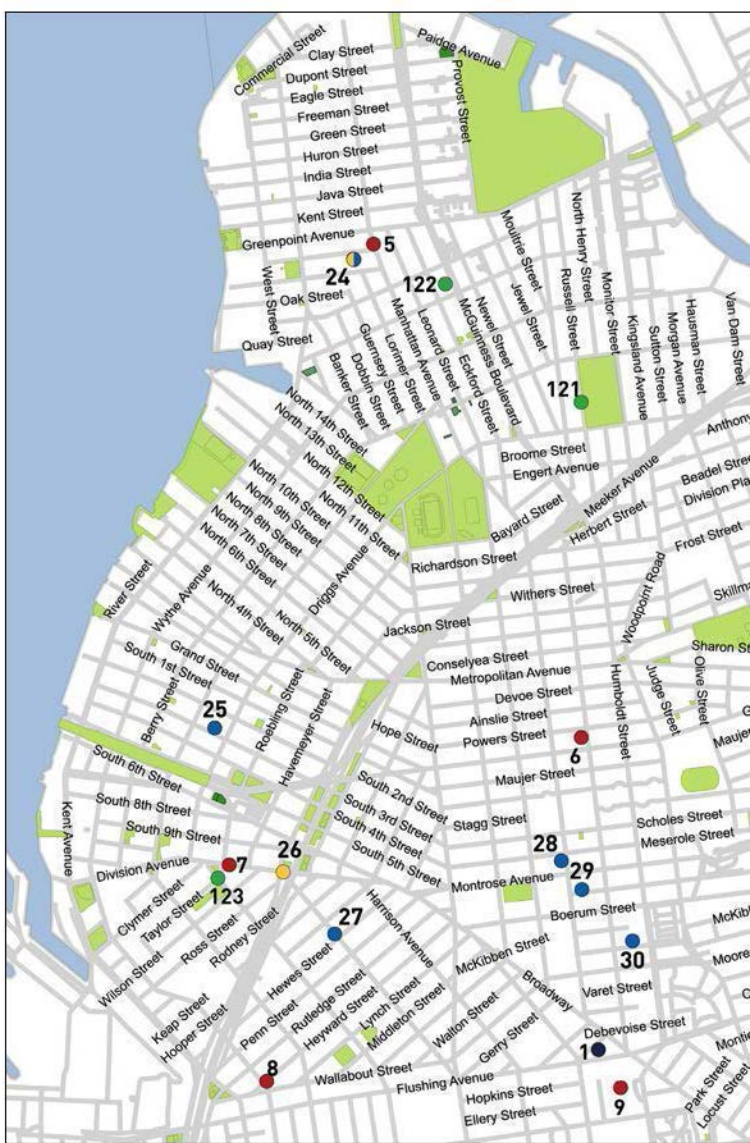 Commercial Street
Clay Street
Paidge Avenue
Dupont Street
Eagle Street
Provost Street
Freeman Street
Green Street
Huron Street
India Street
Java Street
Kent Street
Greenpoint Avenue
5
24
122
West Street
Oak Street
Quay Street
Moultrie Street
Jewel Street
North Henry Street
Russell Street
Monitor Street
Kingsland Avenue
Sutton Street
Morgan Avenue
Hausman Street
Van Dam Street
Newel Street
McGuinness Boulevard
Eckford Street
Leonard Street
Manhattan Avenue
Lorimer Street
Guernsey Street
Dobbin Street
Banker Street
121
North 14th Street
North 13th Street
North 12th Street
North 11th Street
North 10th Street
North 9th Street
North 8th Street
North 7th Street
North 6th Street
Broome Street
Engert Avenue
Meeker Avenue
Anthony
Beadel Stree
Division Pla
Bayard Street
Herbert Street
Frost Street
Richardson Street
Driggs Avenue
River Street
Wythe Avenue
North 4th Street
North 5th Street
Withers Street
Woodpoint Road
Skillma
Jackson Street
Sharon St
Conselyea Street
Metropolitan Avenue
Grand Street
South 1st Street
Berry Street
Roebling Street
Havemeyer Street
Devoe Street
Humboldt Street
Judge Street
Olive Street
Ainslie Street
Powers Street
G
Maujer
25
Hope Street
6
South 6th Street
Maujer Street
South 2nd Street
South 3rd Street
South 4th Street
South 5th Street
South 8th Street
Kent Avenue
South 9th Street
Stagg Street
Scholes Street
Meserole Street
28
29
26
7
Division Avenue
123
Montrose Avenue
Clymer Street
Taylor Street
Harrison Avenue
Boerum Street
McKibb
27
Ross Street
Rodney Street
Wilson Street
McKibben Street
30
Moore
Hewes Street
Keap Street
Hooper Street
Penn Street
Rutledge Street
Heyward Street
Lynch Street
Middleton Street
Walton Street
Broadway
Varet Street
C
Gerry Street
Debevoise Street
1
Montie
8
Wallabout Street
Flushing Avenue
Hopkins Street
9
Park Street
Locust Street
Ellery Street